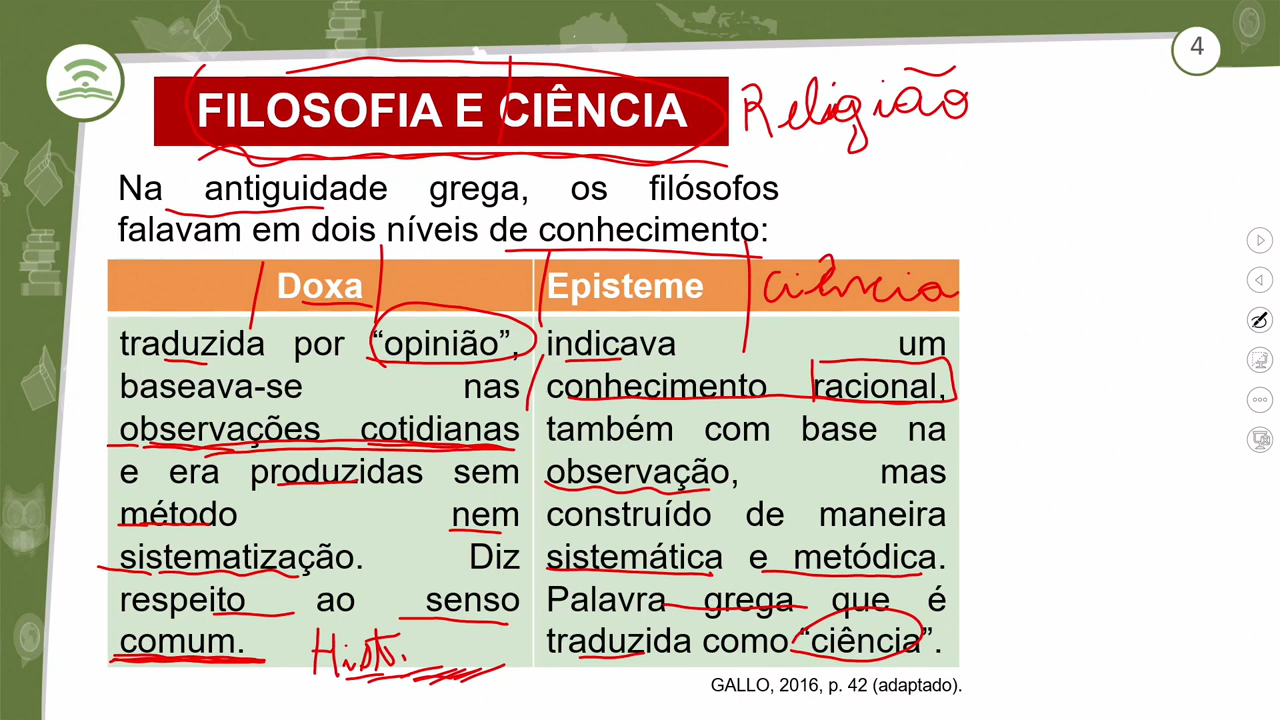 4
FILOSOFIA E CIÊNCIA Religião
Na antiguidade grega, os filósofos
falavam em dois níveis de conhecimento:
Doxa
Episteme ciência
traduzida por “opinião”,
baseava-se nas
observações cotidianas
e era produzidas sem
método nem
sistematização. Diz
respeito ao senso
comum.
Histo.
indicava um
conhecimento racional,
também com base na
observação, mas
construído de maneira
sistemática e metódica.
Palavra grega que é
traduzida como “ciência”.
GALLO, 2016, p. 42 (adaptado).